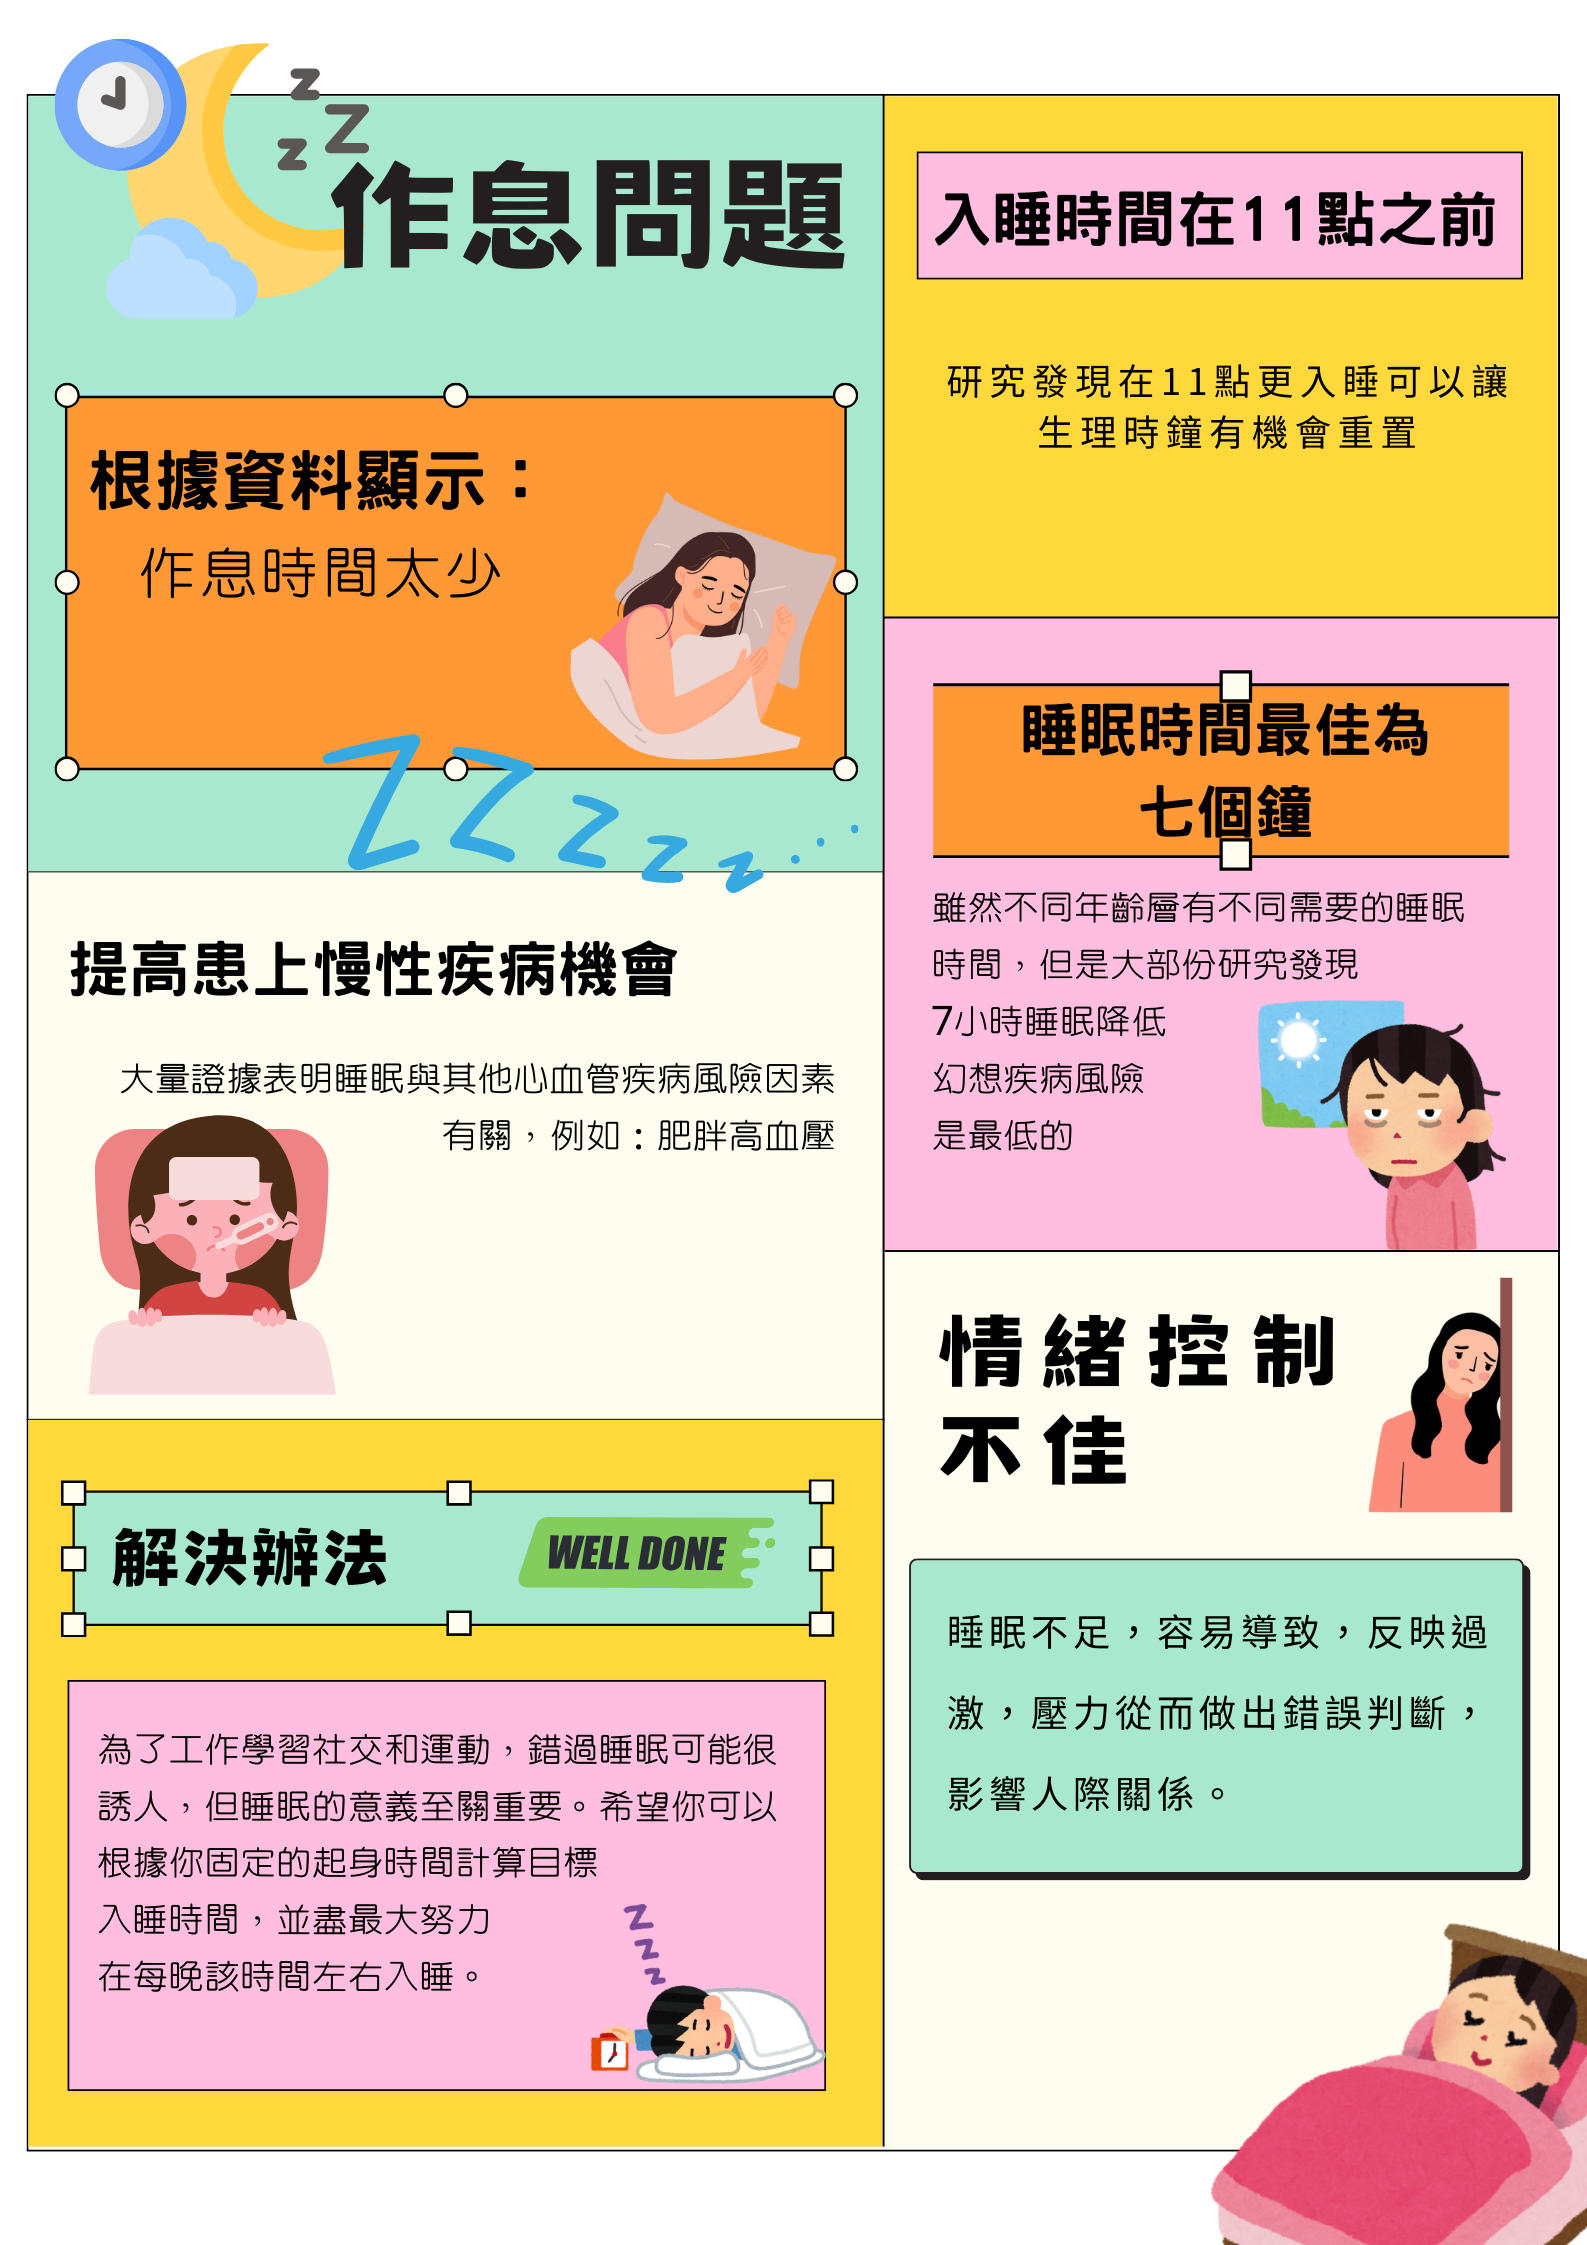 作息問題
根據資料顯示：
作息時間太少
提高患上慢性疾病機會
大量證據表明睡眠與其他心血管疾病風險因素
有關，例如：肥胖高血壓
解決辦法
WELL DONE
為了工作學習社交和運動，錯過睡眠可能很
誘人，但睡眠的意義至關重要。希望你可以
根據你固定的起身時間計算目標
入睡時間，並盡最大努力
在每晚該時間左右入睡。
入睡時間在11點之前
研究發現在11點更入睡可以讓
生理時鐘有機會重置
睡眠時間最佳為
七個鐘
雖然不同年齡層有不同需要的睡眠
時間，但是大部份研究發現
7小時睡眠降低
幻想疾病風險
是最低的
情緒控制
不佳
睡眠不足，容易導致，反映過
激，壓力從而做出錯誤判斷，
影響人際關係。